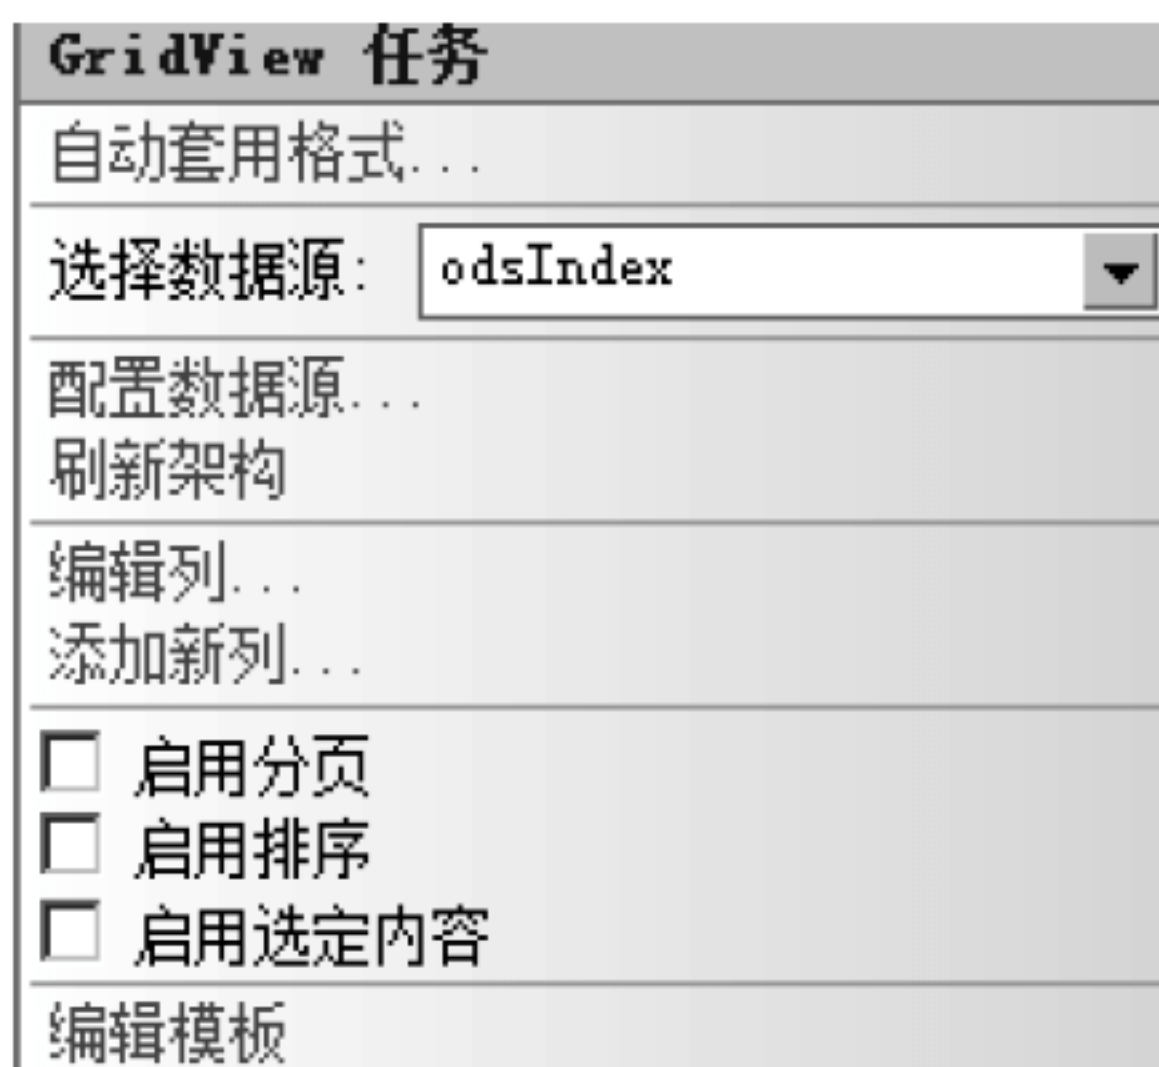 GridView 任务
自动套用格式...
选择数据源: odsIndex
配置数据源...
刷新架构
编辑列...
添加新列...
启用分页
启用排序
启用选定内容
编辑模板